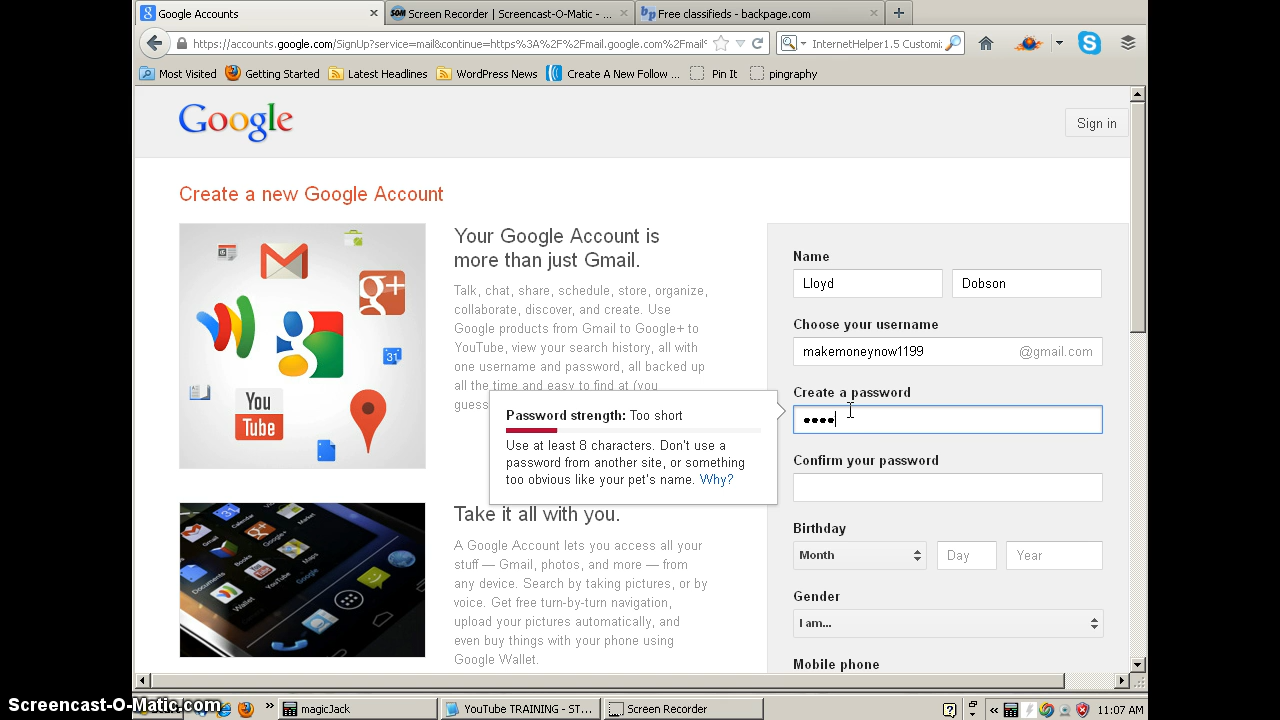 Google Accounts
Screen Recorder | Screencast-O-Matic - ...
Free classifieds - backpage.com
https://accounts.google.com/SignUp?service=mail&continue=https%3A%2F%2Fmail.google.com%2Fmail%
InternetHelper1.5 Customi
Most Visited
Getting Started
Latest Headlines
WordPress News
Create A New Follow ...
Pin It
pingraphy
Google
Sign in
Create a new Google Account
Your Google Account is
more than just Gmail.
Talk, chat, share, schedule, store, organize,
collaborate, discover, and create. Use
Google products from Gmail to Google+ to
YouTube, view your search history, all with
one username and password, all backed up
all the time and easy to find at (you
guess
You
Tube
31
g+
Name
Lloyd
Dobson
Choose your username
makemoneynow1199
@gmail.com
Create a password
••••
Password strength: Too short
Use at least 8 characters. Don't use a
password from another site, or something
too obvious like your pet's name. Why?
Confirm your password
Birthday
Month
Day
Year
Gender
I am...
Mobile phone
Take it all with you.
A Google Account lets you access all your
stuff — Gmail, photos, and more — from
any device. Search by taking pictures, or by
voice. Get free turn-by-turn navigation,
upload your pictures automatically, and
even buy things with your phone using
Google Wallet.
Calendar
Google+
Maps
YouTube
Google
Wallet
Screencast-O-Matic.com
magicJack
YouTube TRAINING - ST...
Screen Recorder
11:07 AM